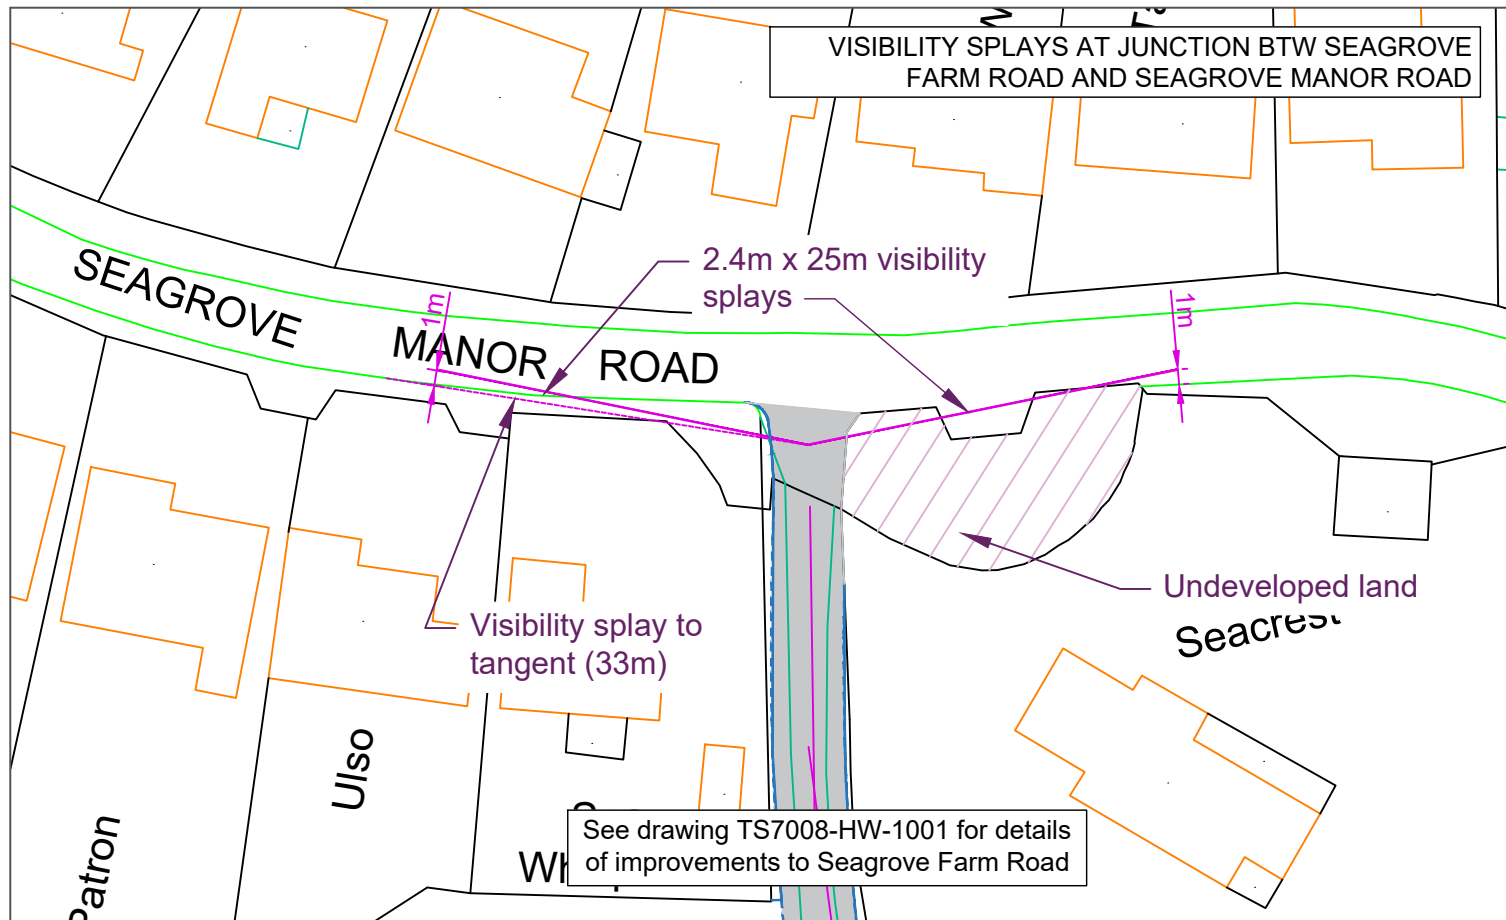 VISIBILITY SPLAYS AT JUNCTION BTW SEAGROVE
FARM ROAD AND SEAGROVE MANOR ROAD
2.4m x 25m visibility
splays
1m
1m
SEAGROVE MANOR ROAD
Visibility splay to
tangent (33m)
Undeveloped land
Seacrest
Ulso
Patron
See drawing TS7008-HW-1001 for details
of improvements to Seagrove Farm Road